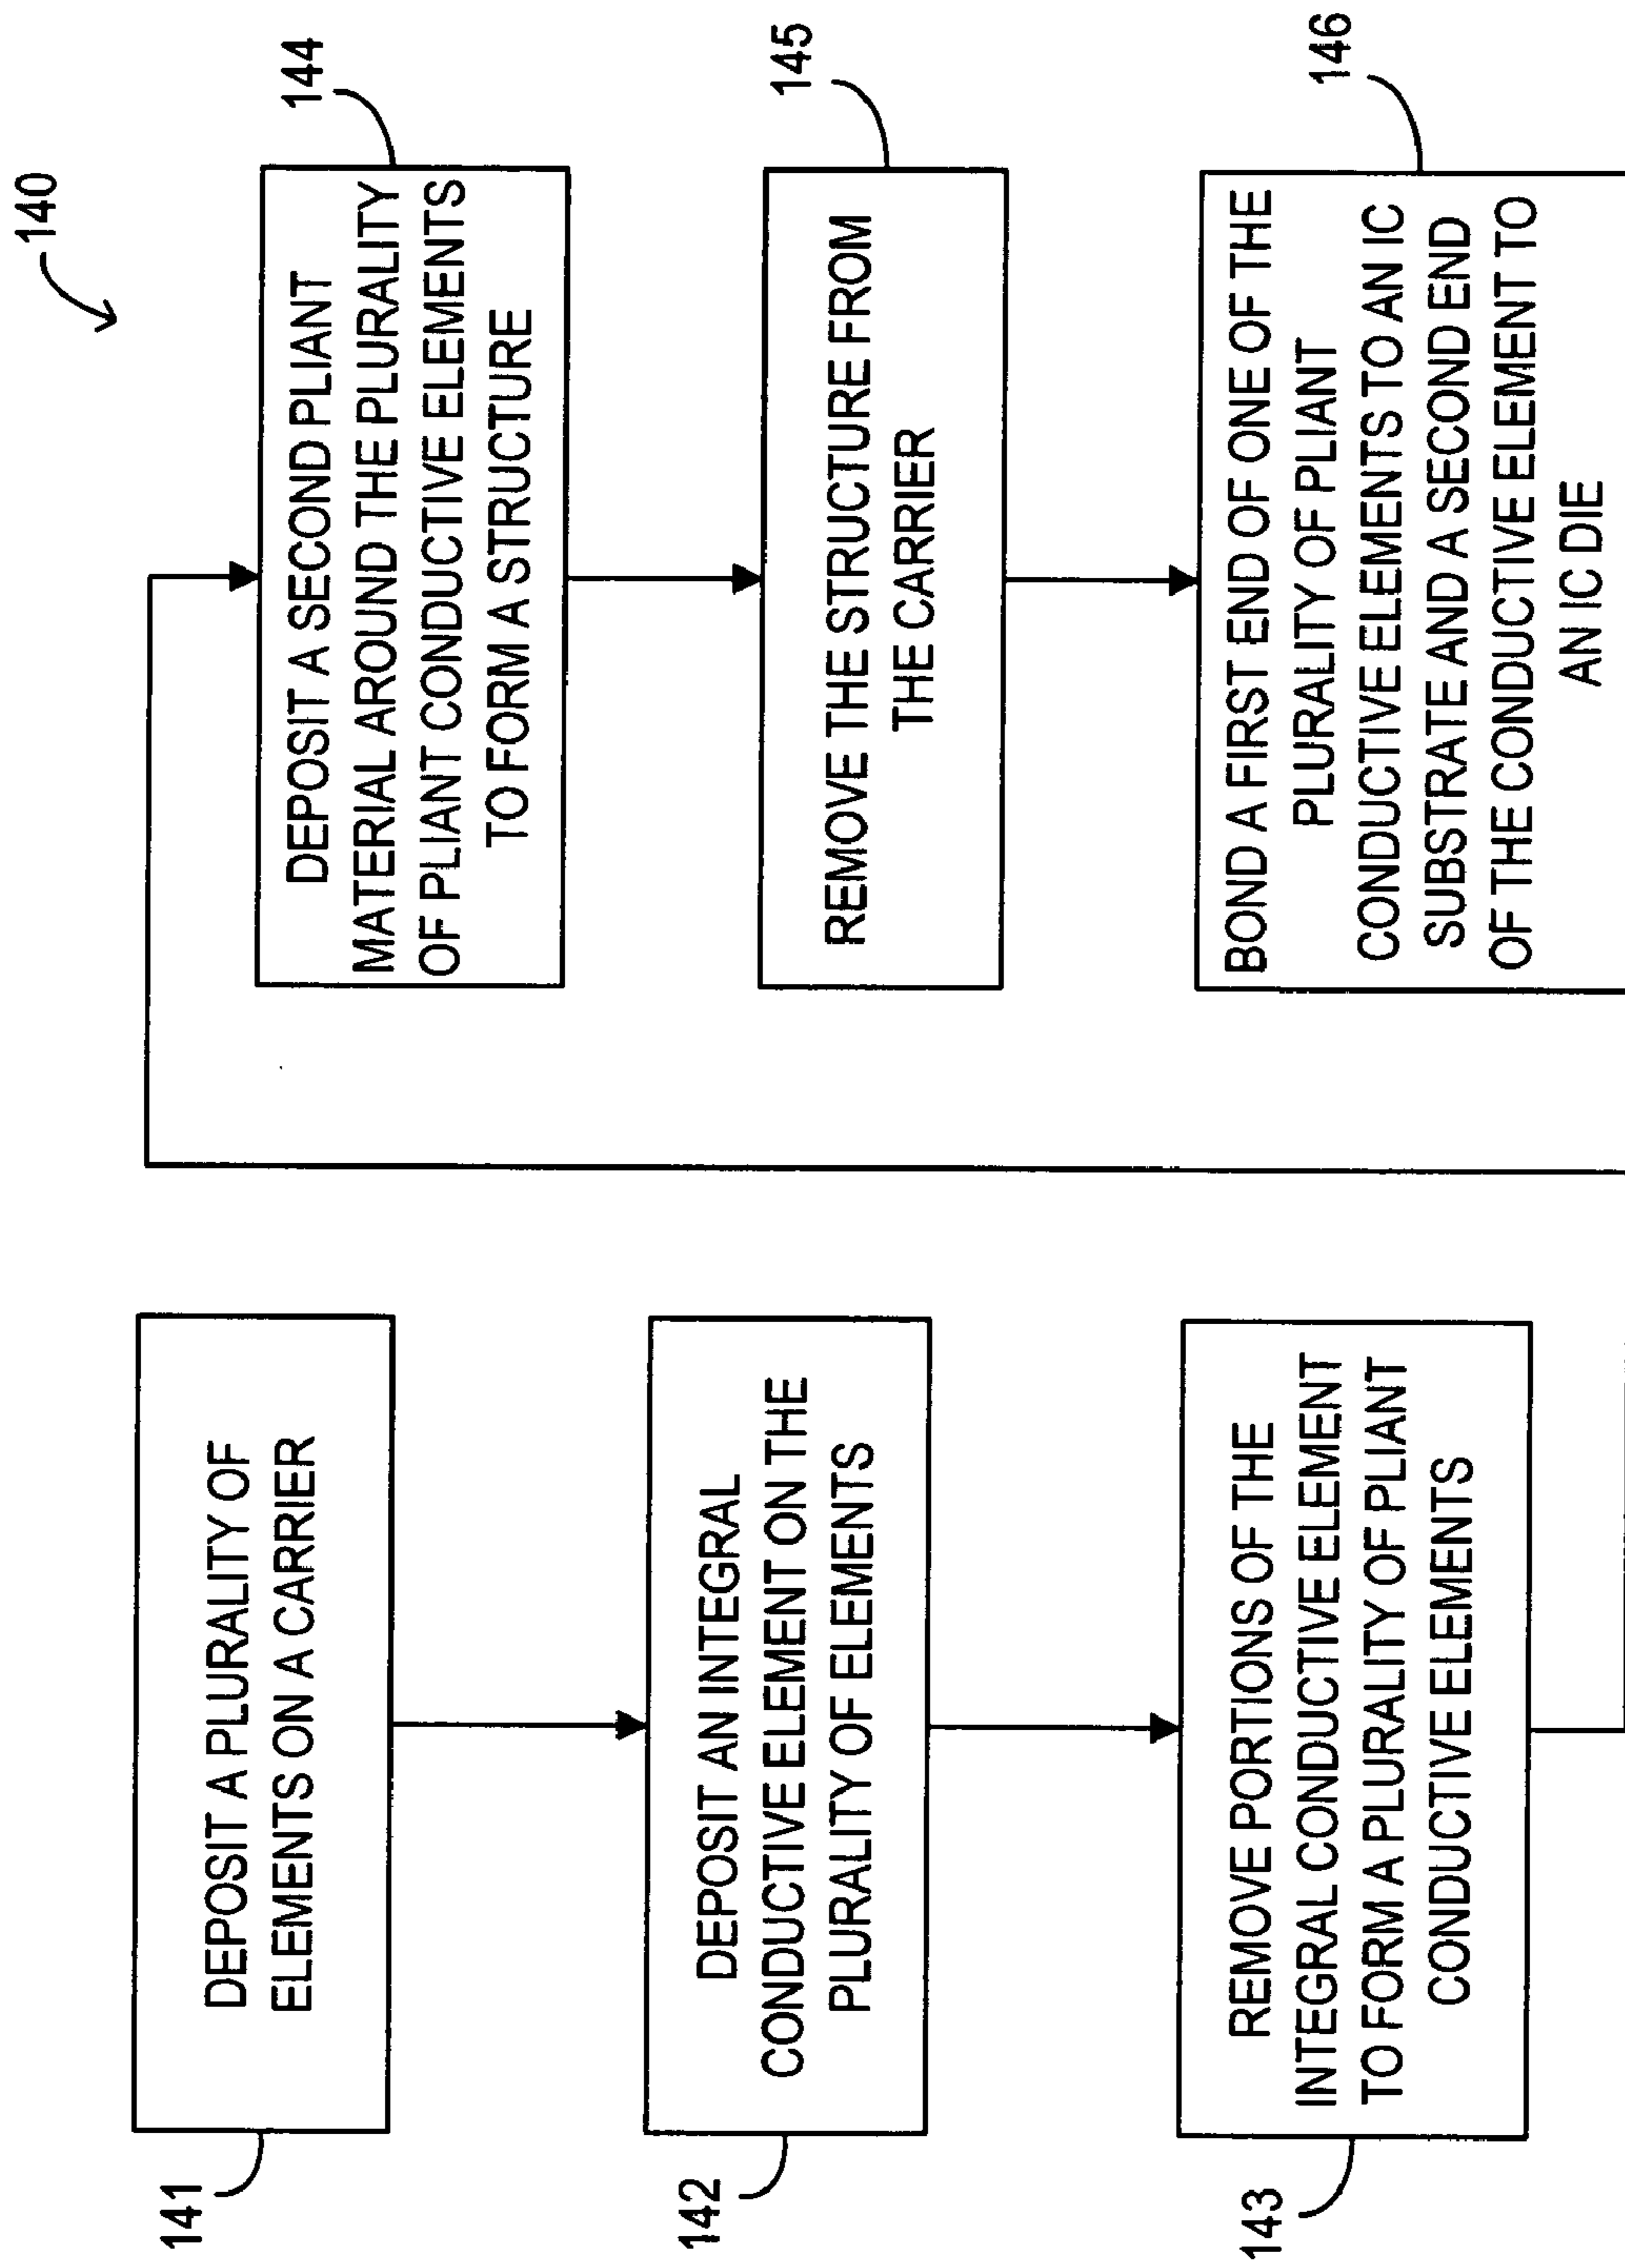 140
141
DEPOSIT A PLURALITY OF
ELEMENTS ON A CARRIER
142
DEPOSIT AN INTEGRAL
CONDUCTIVE ELEMENT ON THE
PLURALITY OF ELEMENTS
143
REMOVE PORTIONS OF THE
INTEGRAL CONDUCTIVE ELEMENT
TO FORM A PLURALITY OF PLIANT
CONDUCTIVE ELEMENTS
144
DEPOSIT A SECOND PLIANT
MATERIAL AROUND THE PLURALITY
OF PLIANT CONDUCTIVE ELEMENTS
TO FORM A STRUCTURE
145
REMOVE THE STRUCTURE FROM
THE CARRIER
146
BOND A FIRST END OF ONE OF THE
PLURALITY OF PLIANT
CONDUCTIVE ELEMENTS TO AN IC
SUBSTRATE AND A SECOND END
OF THE CONDUCTIVE ELEMENT TO
AN IC DIE